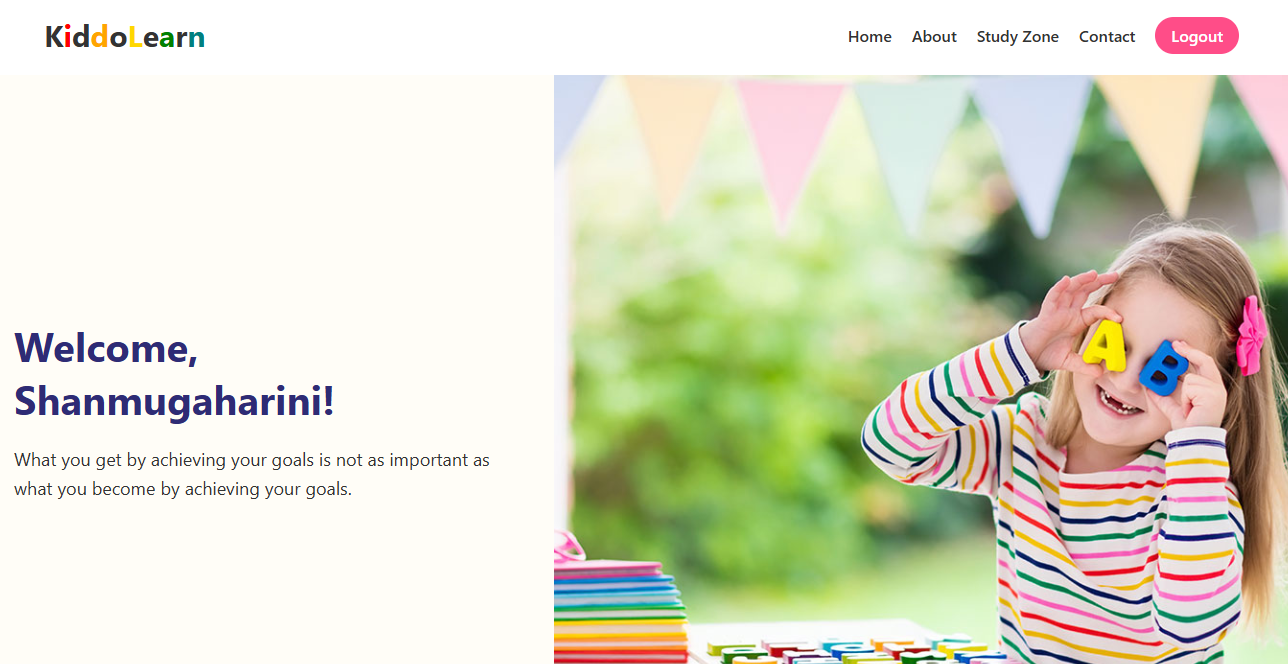 KiddoLearn
Home About Study Zone Contact Logout
Welcome,
Shanmugaharini!
What you get by achieving your goals is not as important as
what you become by achieving your goals.
A B